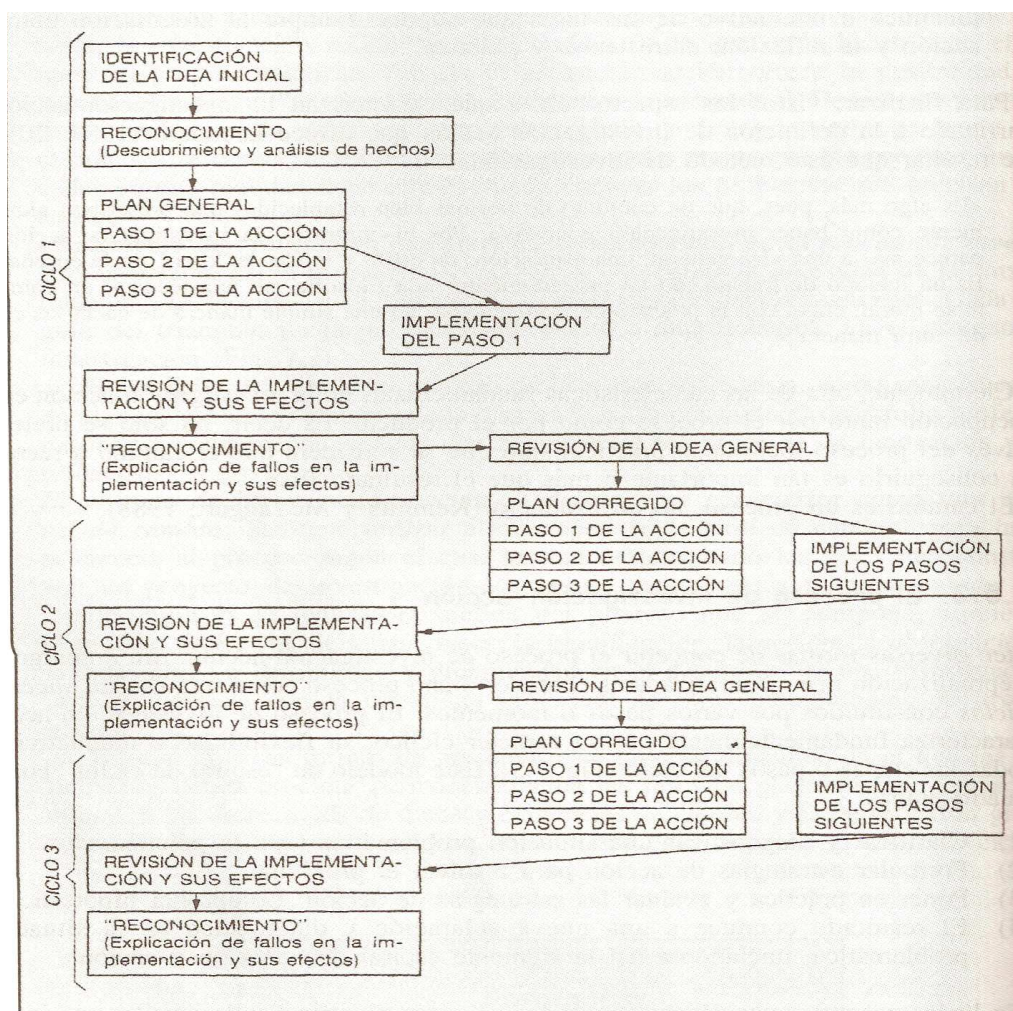 IDENTIFICACIÓN
DE LA IDEA INICIAL
RECONOCIMIENTO
(Descubrimiento y análisis de hechos)
PLAN GENERAL
PASO 1 DE LA ACCIÓN
PASO 2 DE LA ACCIÓN
PASO 3 DE LA ACCIÓN
CICLO 1
IMPLEMENTACIÓN
DEL PASO 1
REVISIÓN DE LA IMPLEMEN-
TACIÓN Y SUS EFECTOS
"RECONOCIMIENTO"
(Explicación de fallos en la im-
plementación y sus efectos)
REVISIÓN DE LA IDEA GENERAL
PLAN CORREGIDO
PASO 1 DE LA ACCIÓN
PASO 2 DE LA ACCIÓN
PASO 3 DE LA ACCIÓN
IMPLEMENTACIÓN
DE LOS PASOS
SIGUIENTES
CICLO 2
REVISIÓN DE LA IMPLEMENTA-
CIÓN Y SUS EFECTOS
"RECONOCIMIENTO"
(Explicación de fallos en la im-
plementación y sus efectos)
REVISIÓN DE LA IDEA GENERAL
PLAN CORREGIDO
PASO 1 DE LA ACCIÓN
PASO 2 DE LA ACCIÓN
PASO 3 DE LA ACCIÓN
IMPLEMENTACIÓN
DE LOS PASOS
SIGUIENTES
CICLO 3
REVISIÓN DE LA IMPLEMENTA-
CIÓN Y SUS EFECTOS
"RECONOCIMIENTO"
(Explicación de fallos en la im-
plementación y sus efectos)